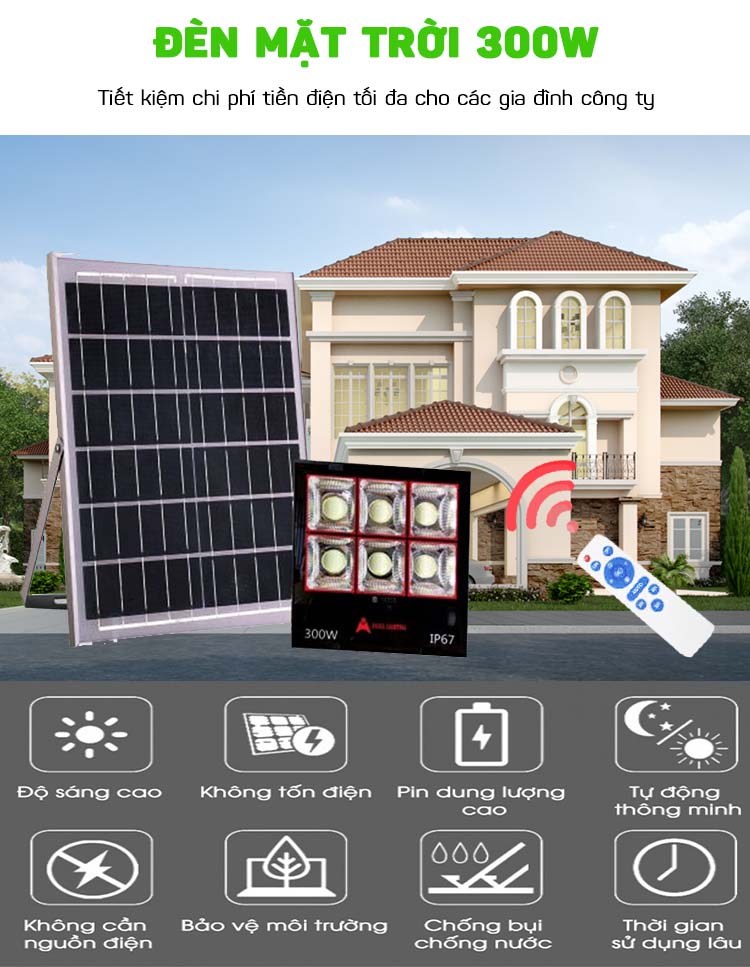 ĐÈN MẶT TRỜI 300W
Tiết kiệm chi phí tiền điện tối đa cho các gia đình công ty
300W
IP67
Độ sáng cao
Không tốn điện
Pin dung lượng
cao
Tự động
thông minh
Không cần
nguồn điện
Bảo vệ môi trường
Chống bụi
chống nước
Thời gian
sử dụng lâu